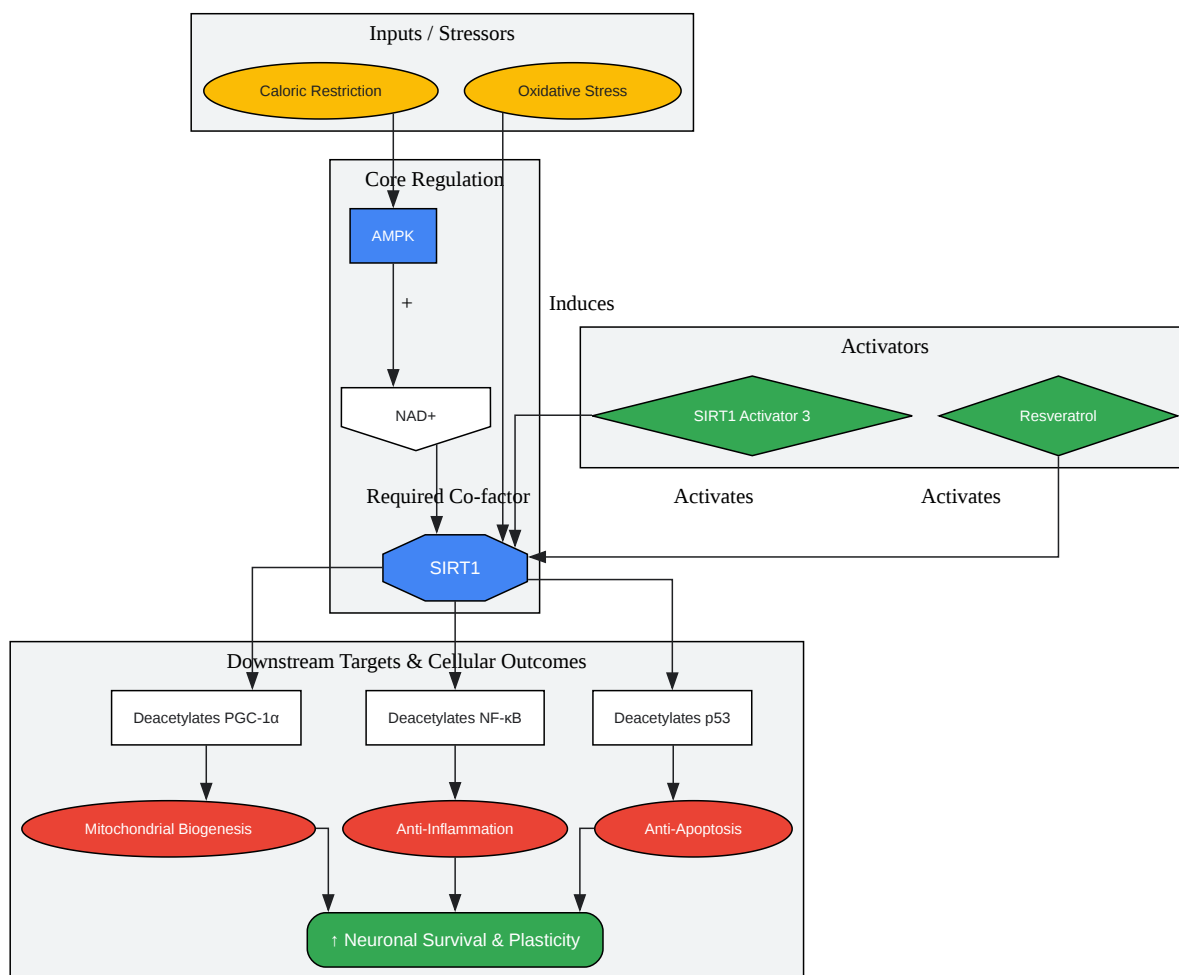 Inputs / Stressors
Caloric Restriction
Oxidative Stress
Core Regulation
AMPK
+
Induces
Activators
NAD+
SIRT1 Activator 3
Resveratrol
Required Co-factor
Activates
Activates
SIRT1
Downstream Targets & Cellular Outcomes
Deacetylates PGC-1α
Deacetylates NF-κB
Deacetylates p53
Mitochondrial Biogenesis
Anti-Inflammation
Anti-Apoptosis
↑ Neuronal Survival & Plasticity